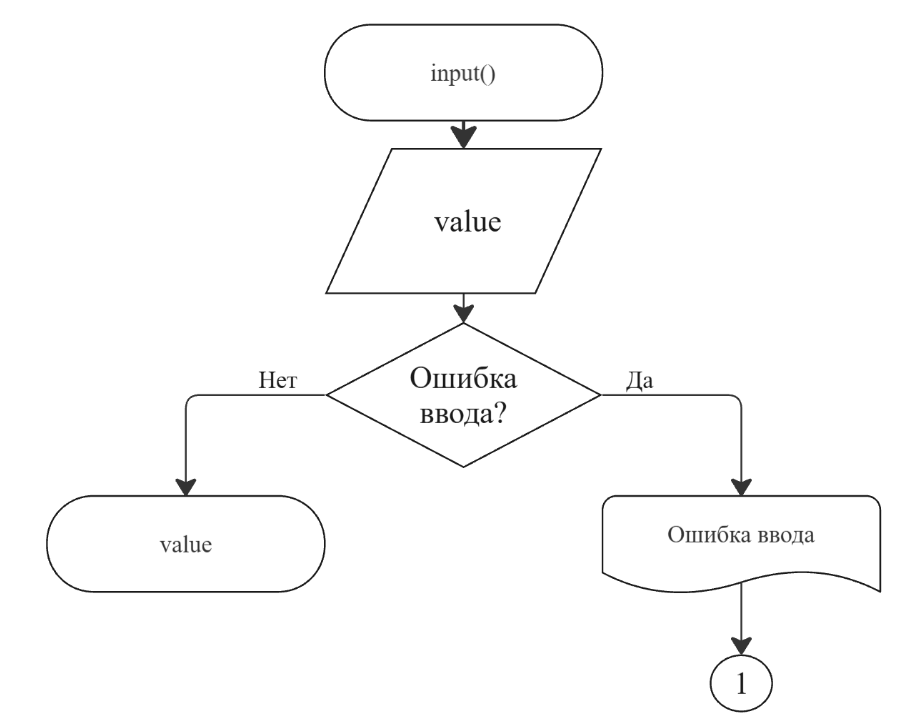 input()
value
Ошибка
ввода?
Нет
Да
value
Ошибка ввода
1